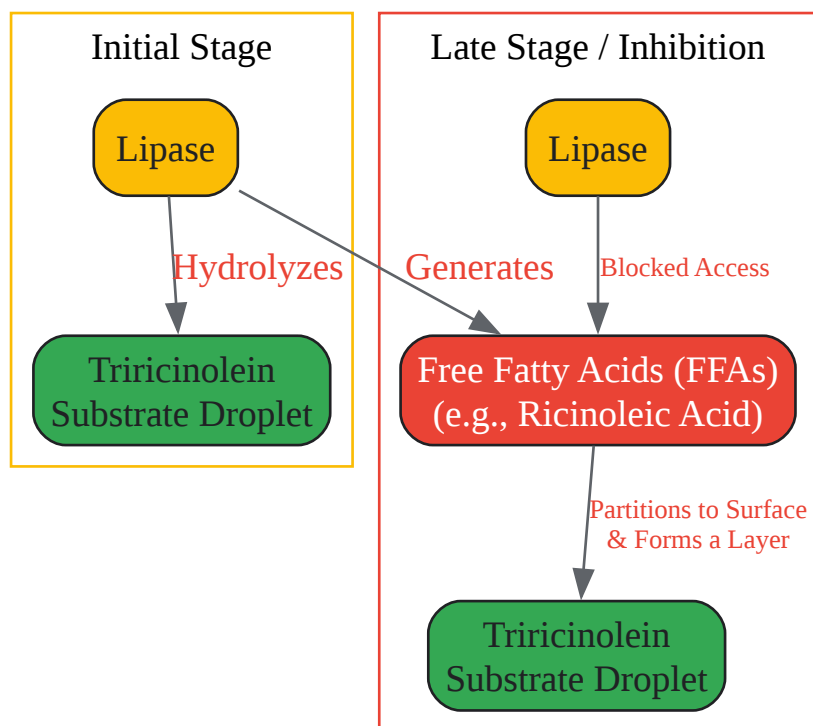 Initial Stage
Lipase
Hydrolyzes
Triricinolein
Substrate Droplet
Generates
Late Stage / Inhibition
Lipase
Blocked Access
Free Fatty Acids (FFAs)
(e.g., Ricinoleic Acid)
Partitions to Surface
& Forms a Layer
Triricinolein
Substrate Droplet